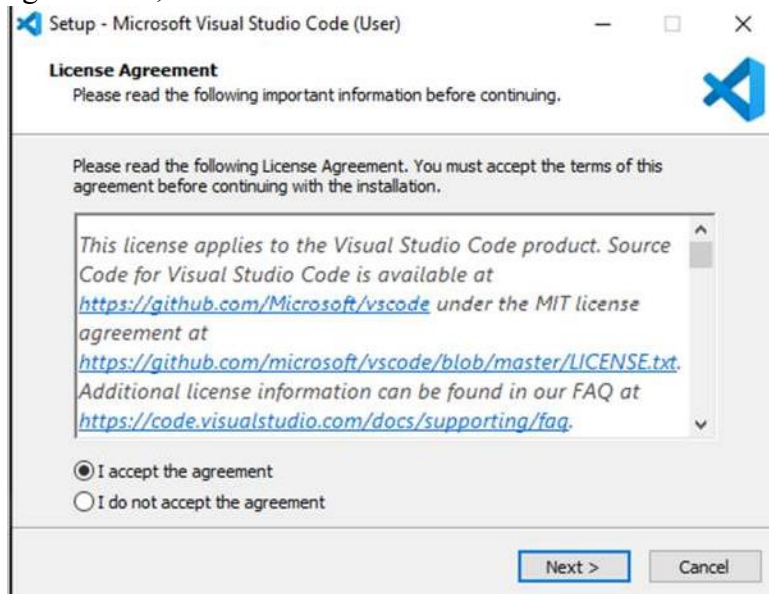 Setup - Microsoft Visual Studio Code (User)
License Agreement
Please read the following important information before continuing.
Please read the following License Agreement. You must accept the terms of this
agreement before continuing with the installation.
This license applies to the Visual Studio Code product. Source
Code for Visual Studio Code is available at
https://github.com/Microsoft/vscode under the MIT license
agreement at
https://github.com/microsoft/vscode/blob/master/LICENSE.txt.
Additional license information can be found in our FAQ at
https://code.visualstudio.com/docs/supporting/faq.
I accept the agreement
I do not accept the agreement
Next >
Cancel